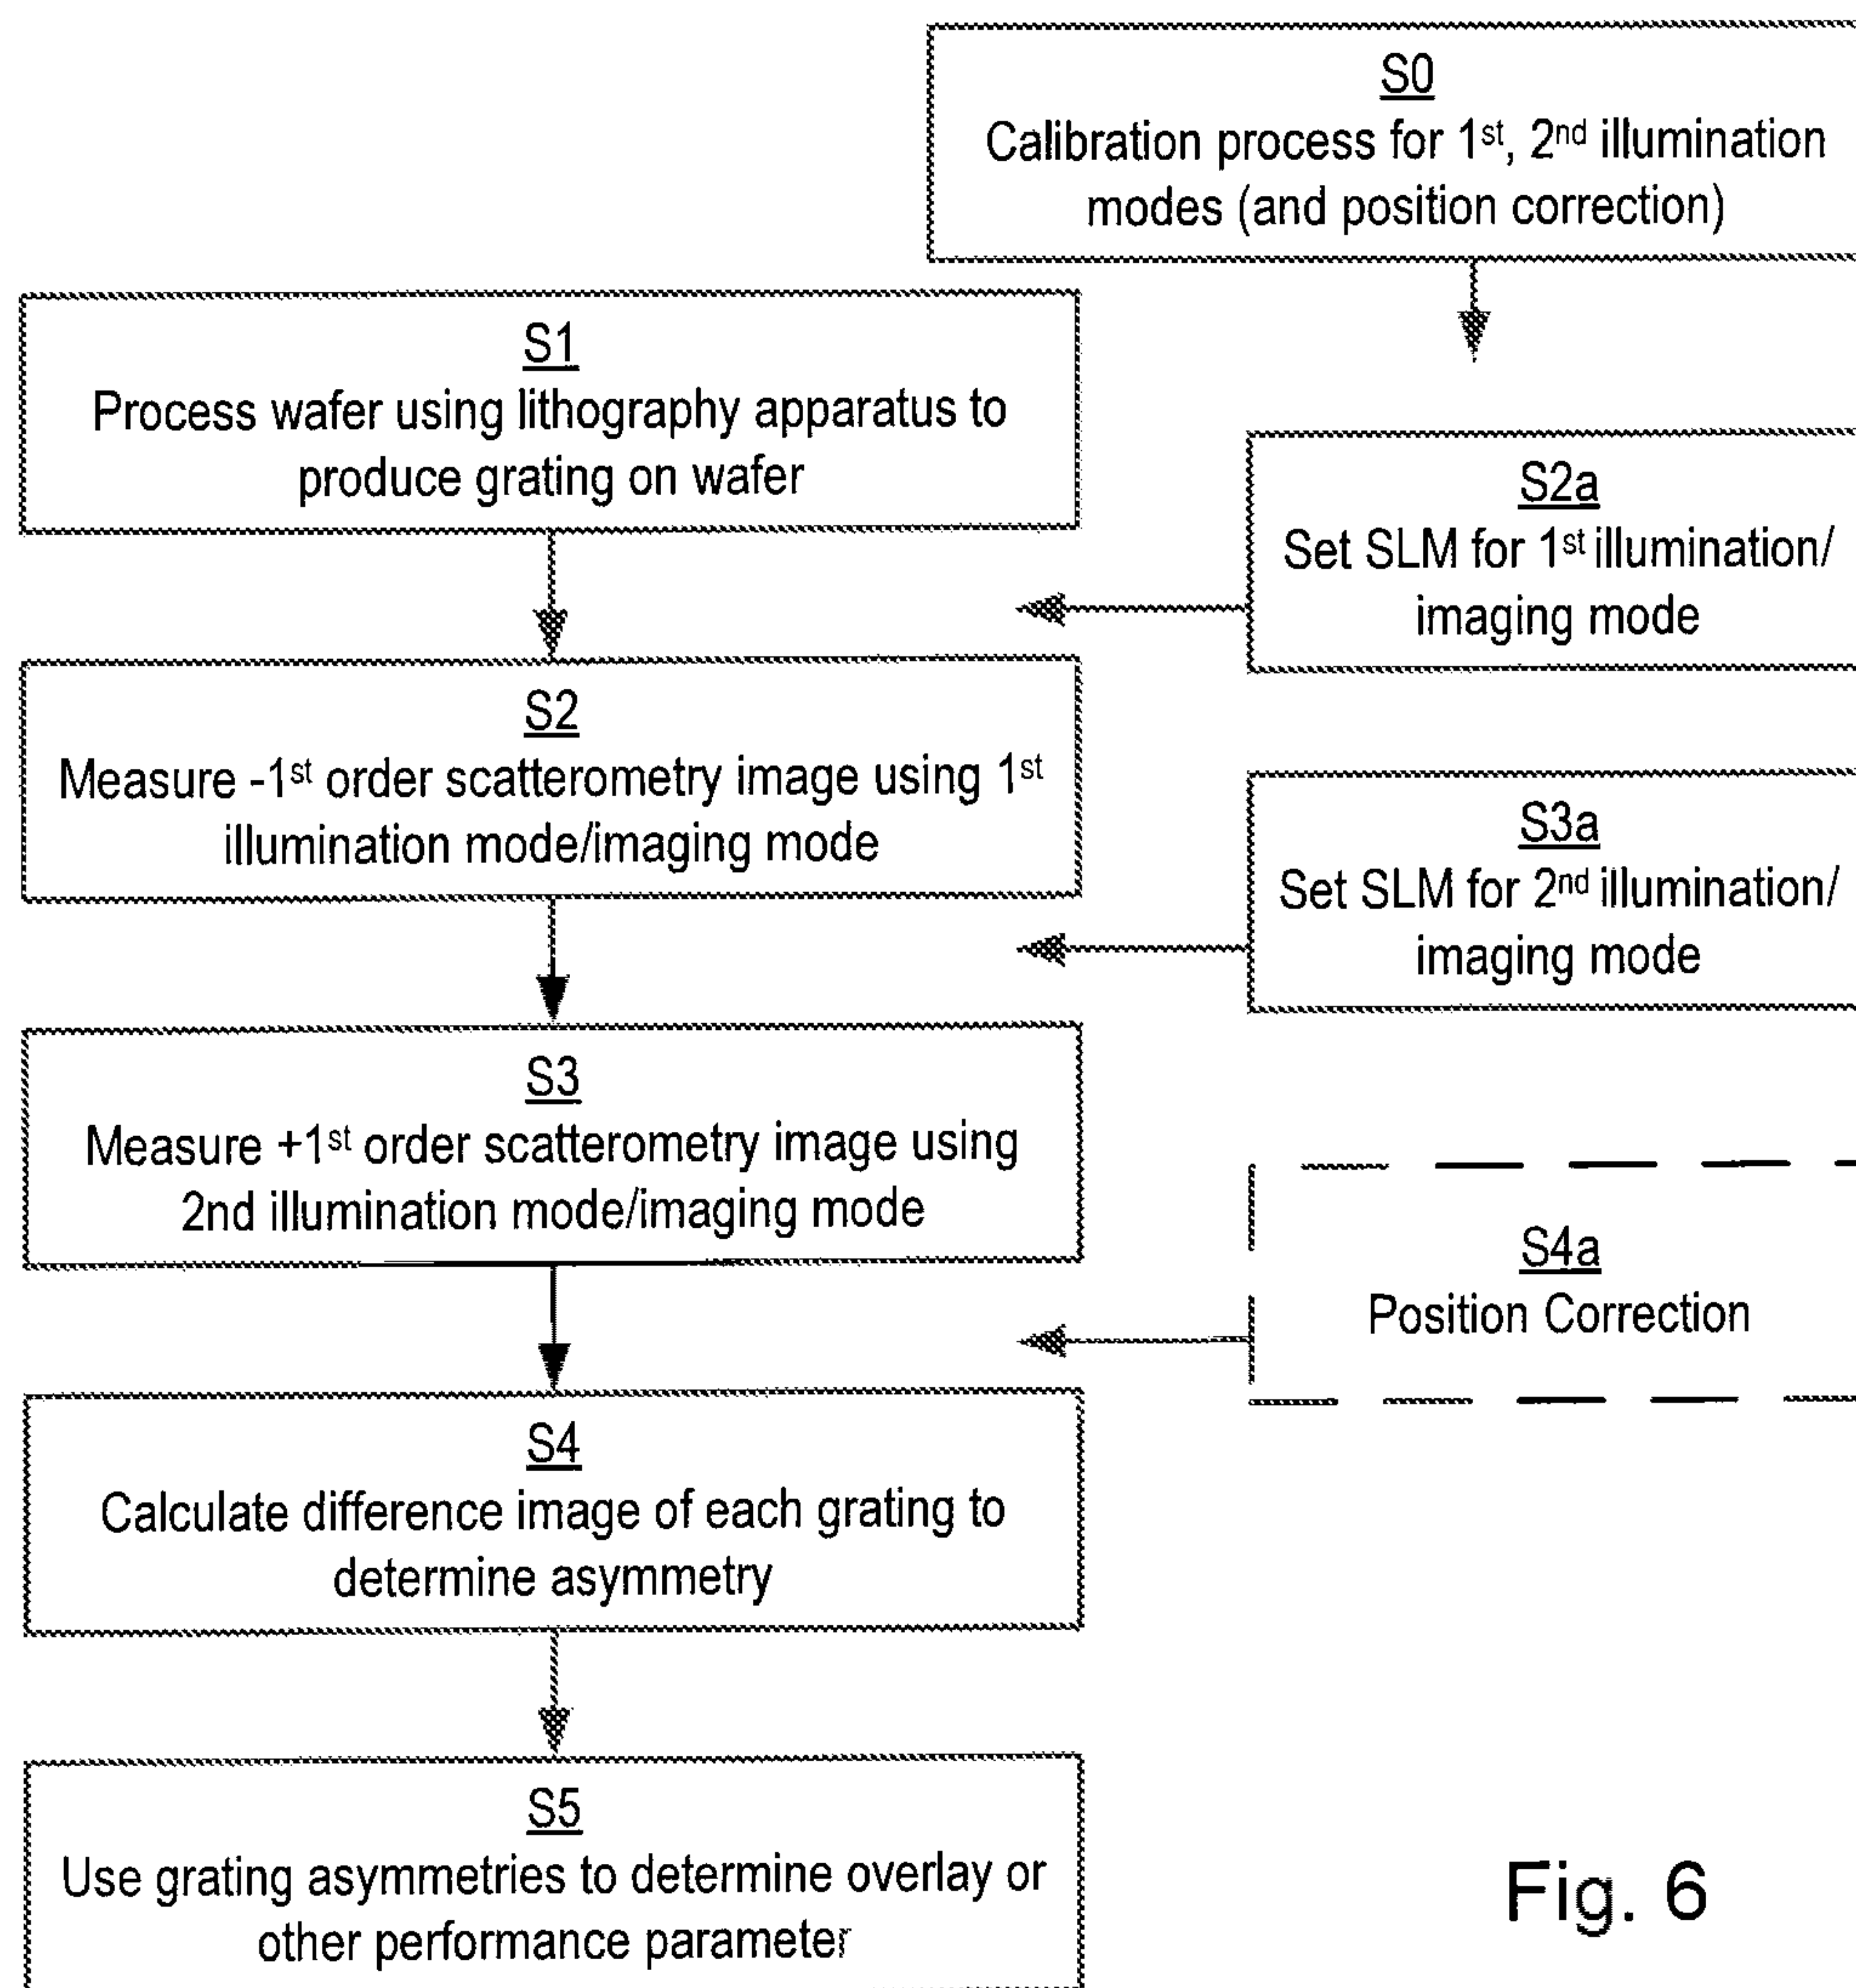 S0
Calibration process for 1st, 2nd illumination
modes (and position correction)
S1
Process wafer using lithography apparatus to
produce grating on wafer
S2a
Set SLM for 1st illumination/
imaging mode
S2
Measure -1st order scatterometry image using 1st
illumination mode/imaging mode
S3a
Set SLM for 2nd illumination/
imaging mode
S3
Measure +1st order scatterometry image using
2nd illumination mode/imaging mode
S4a
Position Correction
S4
Calculate difference image of each grating to
determine asymmetry
S5
Use grating asymmetries to determine overlay or
other performance parameter
Fig. 6